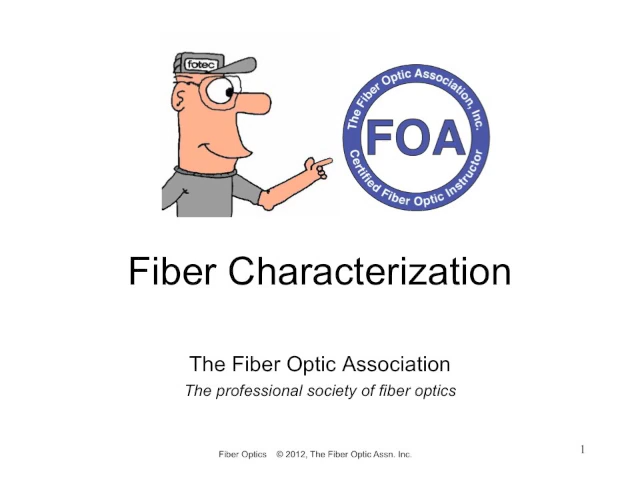 fotec
The Fiber Optic Association, Inc.
FOA
Certified Fiber Optic Instructor
Fiber Characterization
The Fiber Optic Association
The professional society of fiber optics
Fiber Optics © 2012, The Fiber Optic Assn. Inc.
1